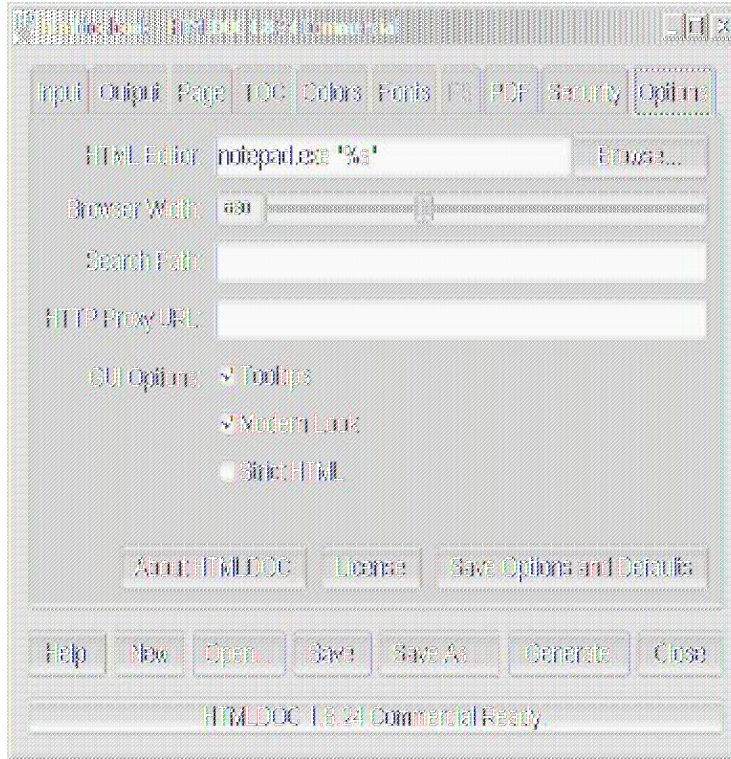 HTMLDOC 1.8.24 Commercial
Input Output Page TOC Colors Fonts PS PDF Security Options
HTML Editor: notepad.exe "%s" Browse...
Browser Width: 680
Search Path:
HTTP Proxy URL:
GUI Options: Tooltips
Modern Look
Strict HTML
About HTMLDOC License Save Options and Defaults
Help New Open... Save Save As... Generate Close
HTMLDOC 1.8.24 Commercial Ready.